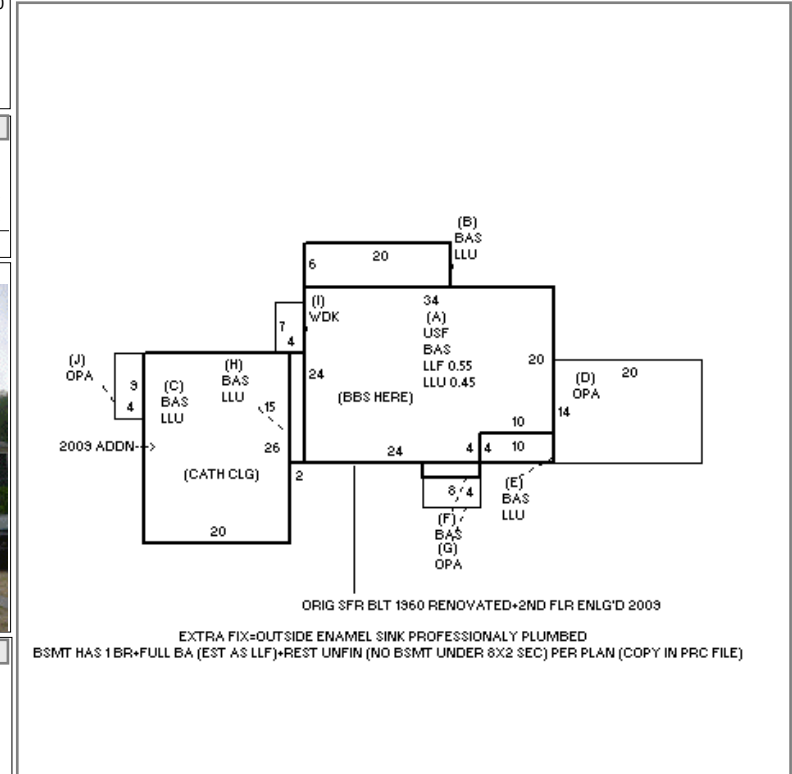 (B)
BAS
LLU
20
6
(I)
WDK
7
4
34
(A)
USF
BAS
LLF 0.55
LLU 0.45
20
24
(BBS HERE)
(J)
OPA
9
4
(C)
BAS
LLU
(H)
BAS
LLU
15
(D)
OPA
20
14
2009 ADDN
26
(CATH CLG)
20
2
24
10
4
4
10
(E)
BAS
LLU
8
4
(F)
BAS
(G)
OPA
ORIG SFR BLT 1960 RENOVATED+2ND FLR ENLG'D 2009
EXTRA FIX=OUTSIDE ENAMEL SINK PROFESSIONALY PLUMBED
BSMT HAS 1 BR+FULL BA (EST AS LLF)+REST UNFIN (NO BSMT UNDER 8X2 SEC) PER PLAN (COPY IN PRC FILE)